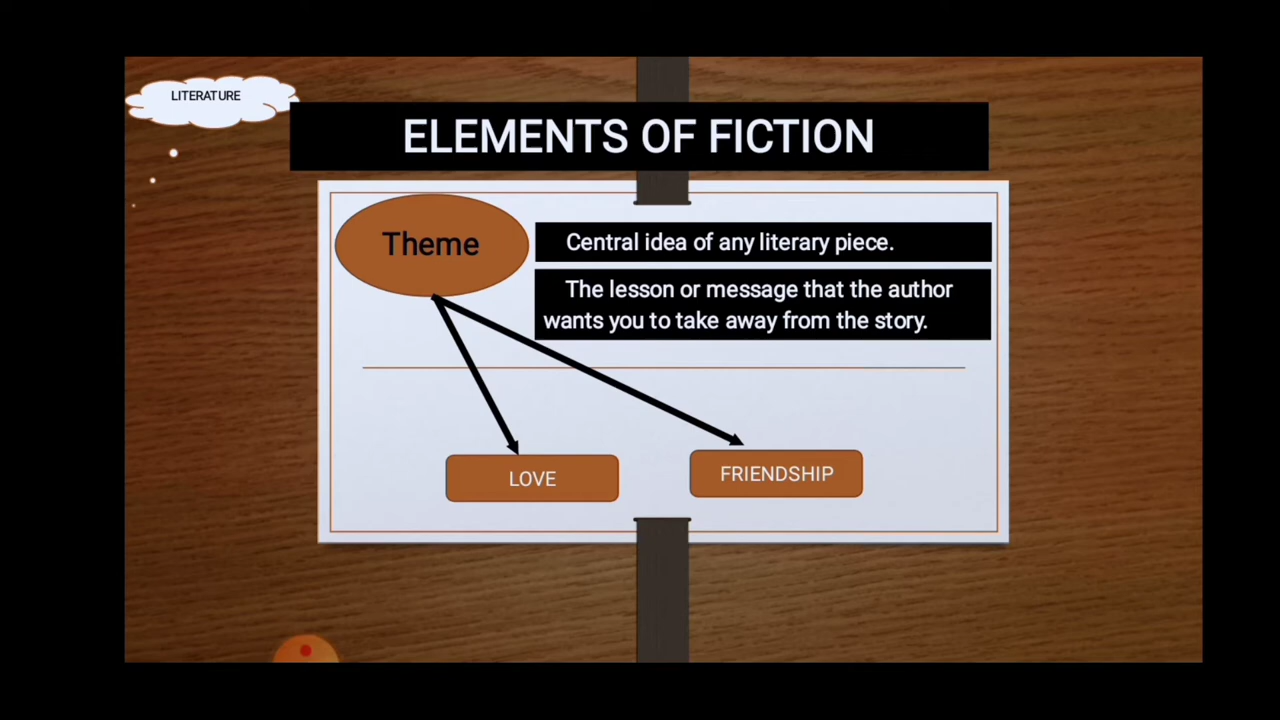 LITERATURE
ELEMENTS OF FICTION
Theme
Central idea of any literary piece.
The lesson or message that the author
wants you to take away from the story.
LOVE
FRIENDSHIP